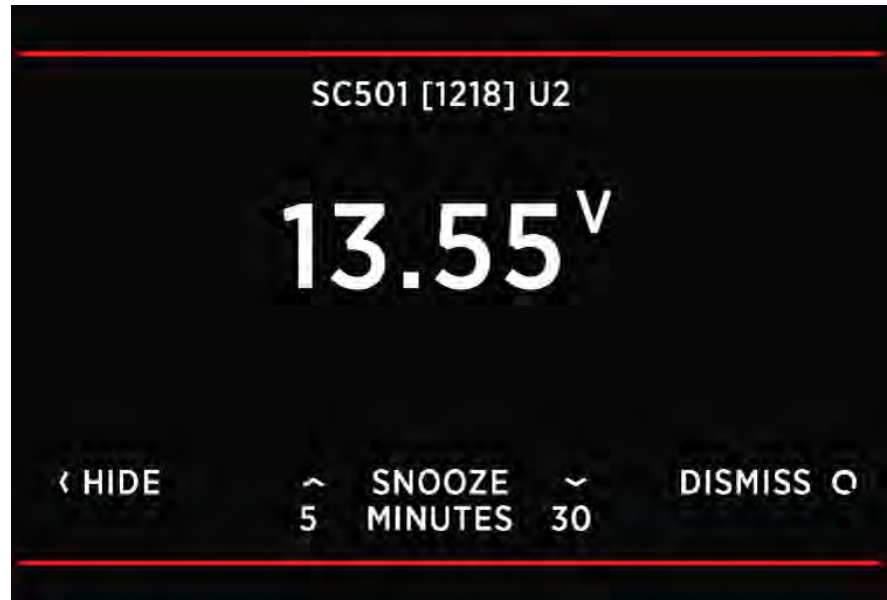 SC501 [1218] U2
13.55V
‹ HIDE ^ SNOOZE ⌄ DISMISS O
5 MINUTES 30